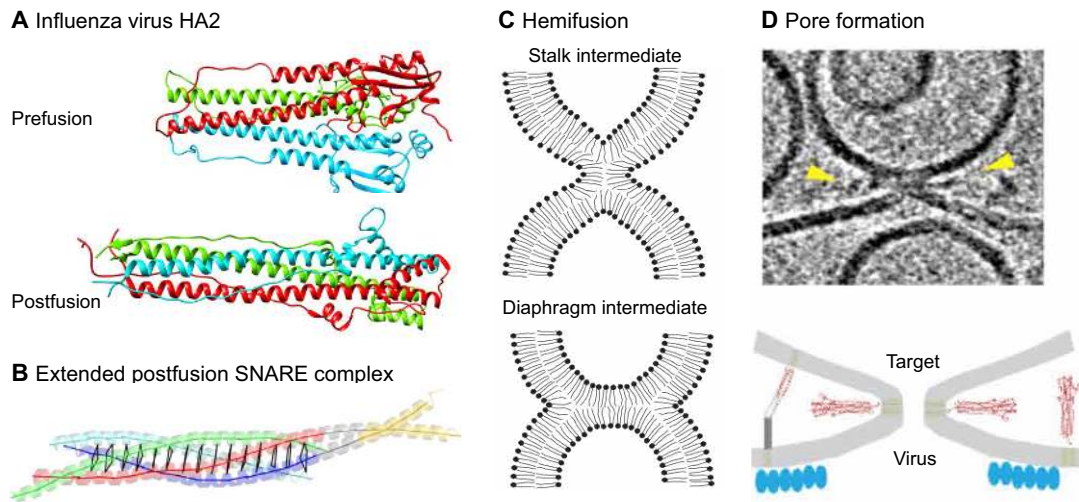 A Influenza virus HA2
Prefusion
Postfusion
B Extended postfusion SNARE complex
C Hemifusion
Stalk intermediate
Diaphragm intermediate
D Pore formation
Target
Virus